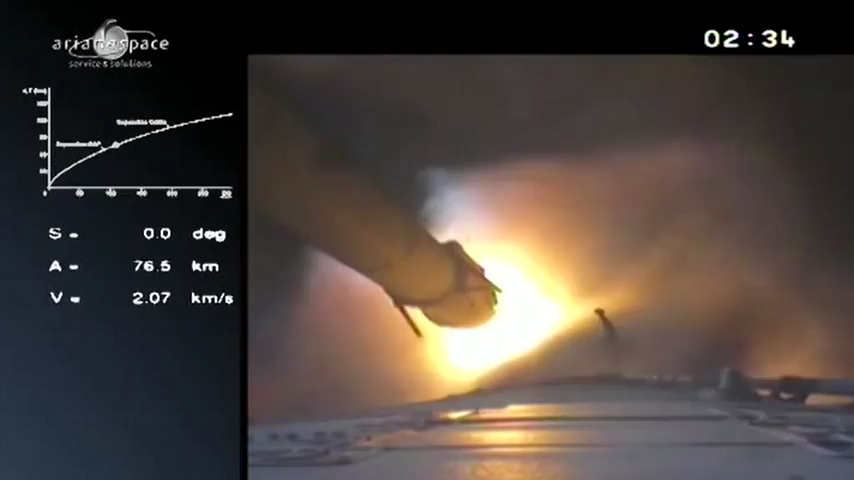 arianespace
service & solutions
02:34
S = 0.0 deg
A = 76.5 km
V = 2.07 km/s